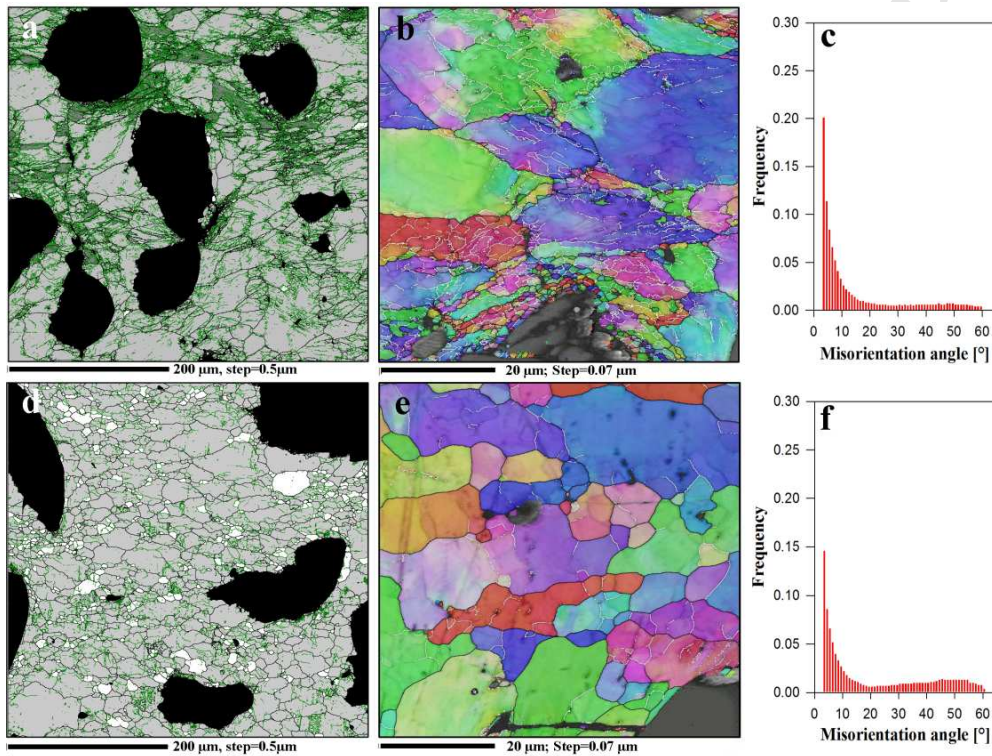 a
200 µm, step=0.5µm
b
20 µm; Step=0.07 µm
c
0.30
0.25
0.20
0.15
0.10
0.05
0.00
Frequency
0 10 20 30 40 50 60
Misorientation angle [°]
d
200 µm, step=0.5µm
e
20 µm; Step=0.07 µm
f
0.30
0.25
0.20
0.15
0.10
0.05
0.00
Frequency
0 10 20 30 40 50 60
Misorientation angle [°]